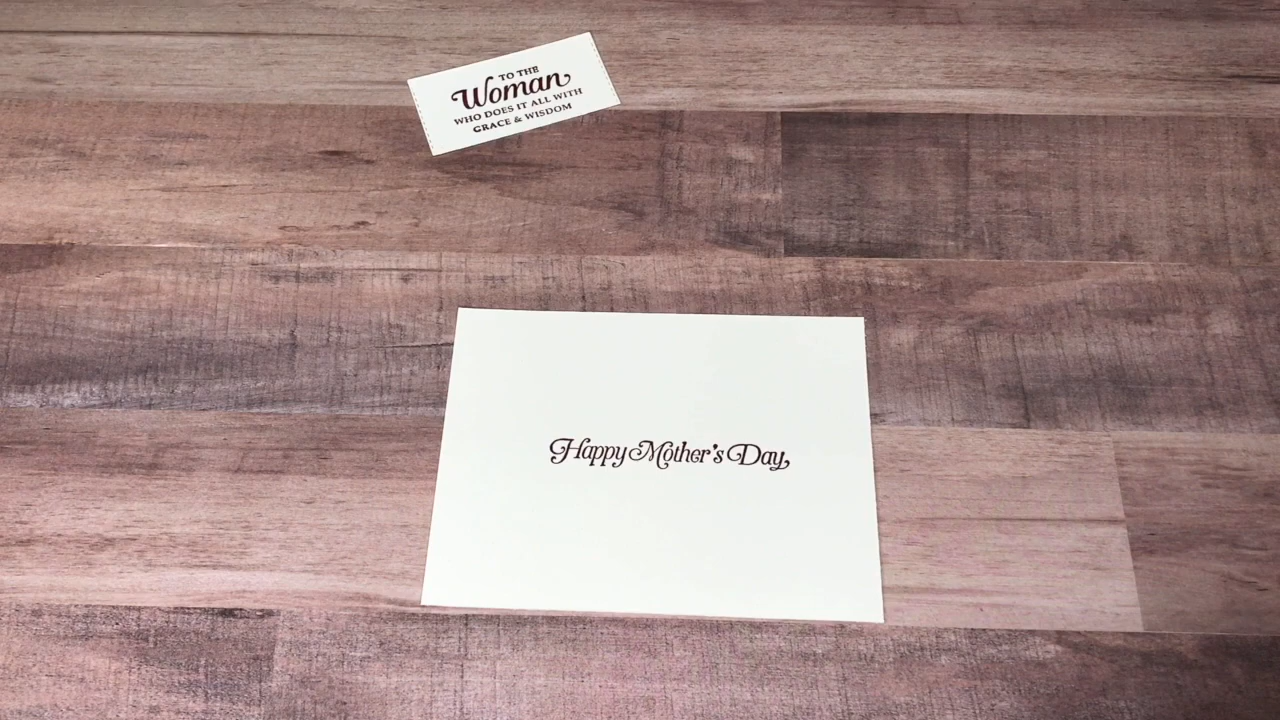 TO THE
Woman
WHO DOES IT ALL WITH
GRACE & WISDOM
Happy Mother's Day,